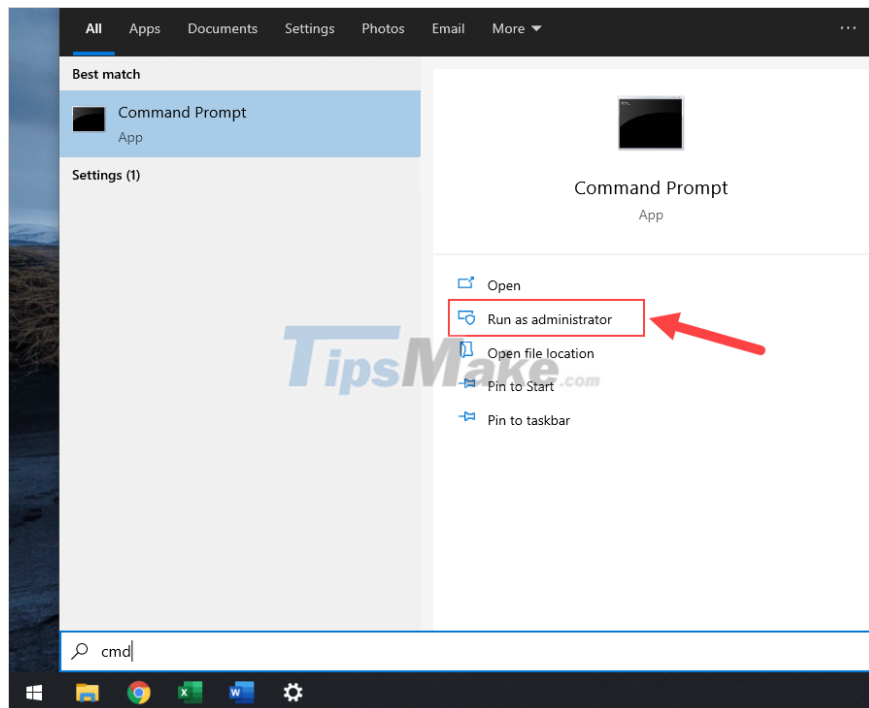 All Apps Documents Settings Photos Email More ...
Best match
Command Prompt
App
Settings (1)
Command Prompt
App
Open
Run as administrator
Open file location
Pin to Start
Pin to taskbar
TipsMake.com
cmd